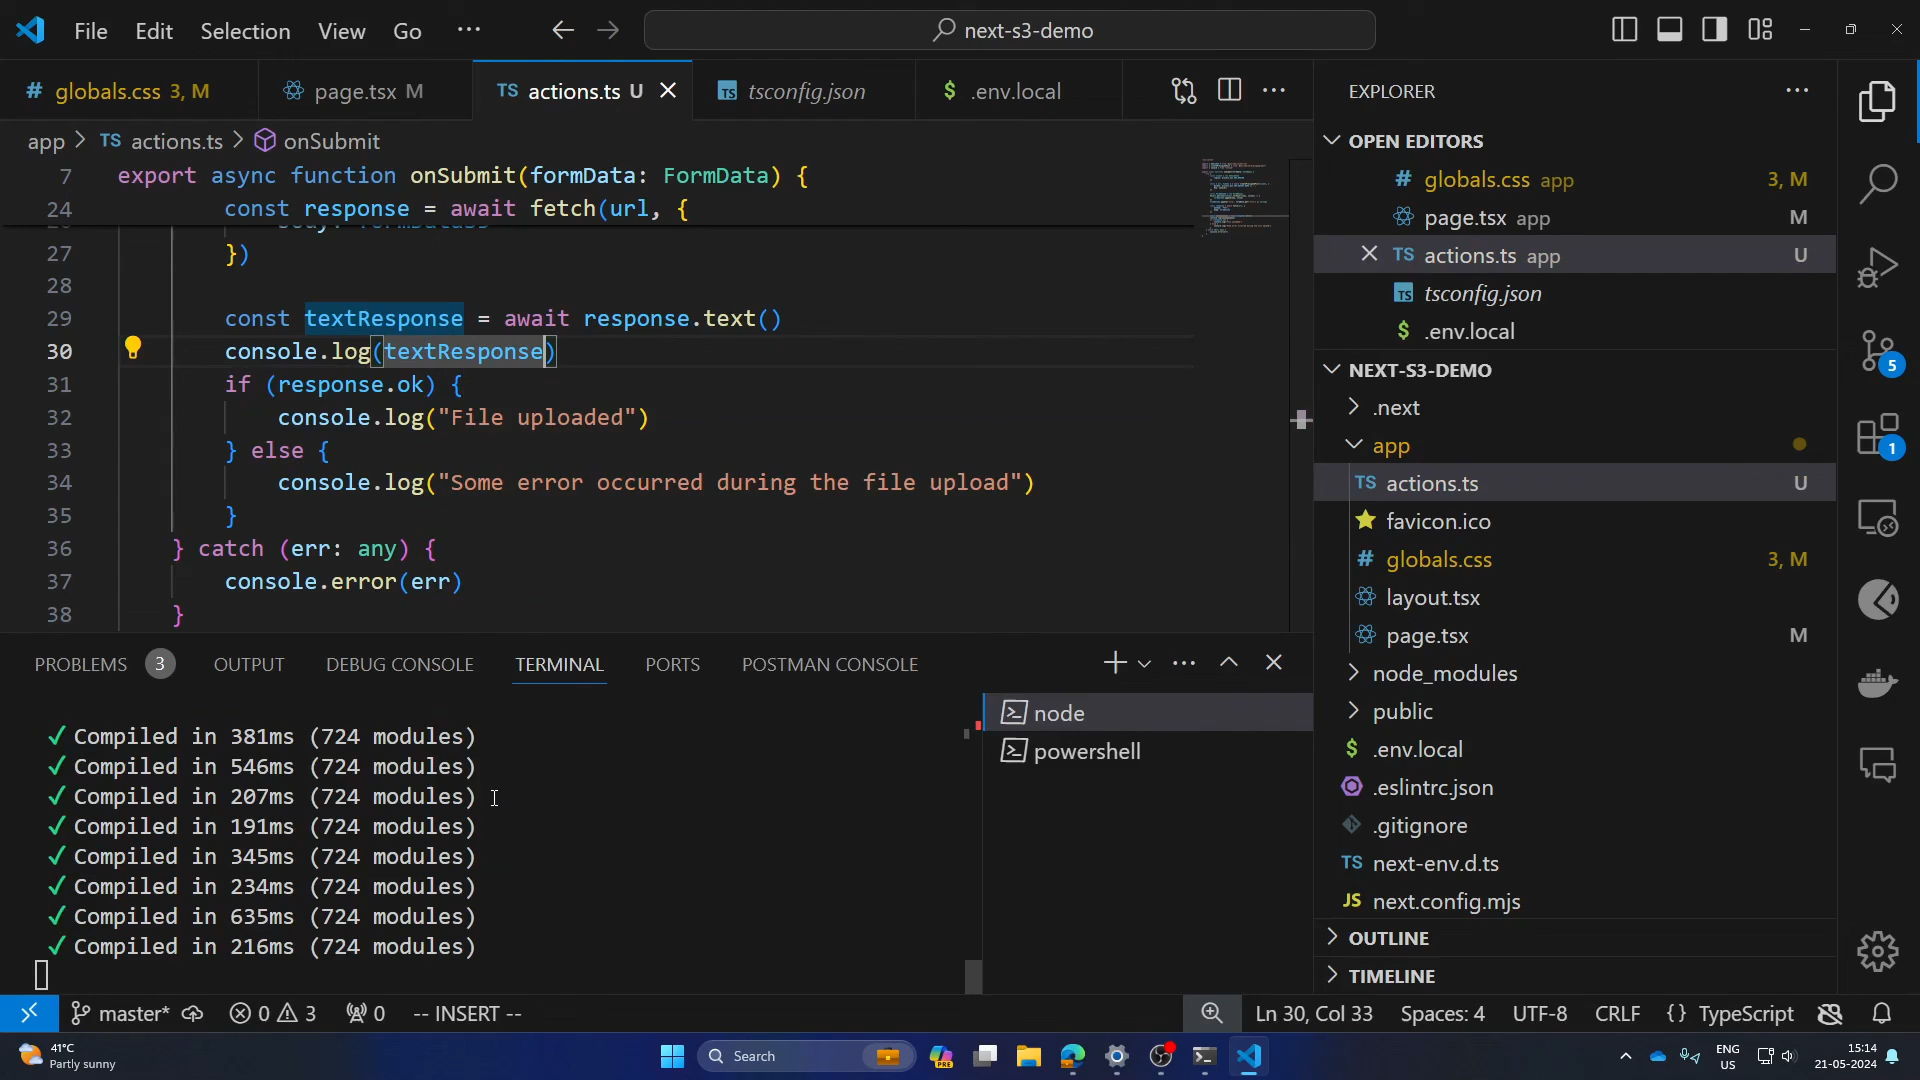 File Edit Selection View Go ··· next-s3-demo
# globals.css 3, M page.tsx M TS actions.ts U tsconfig.json $ .env.local ···
app > TS actions.ts > onSubmit
7 export async function onSubmit(formData: FormData) {
24 const response = await fetch(url, {
27 })
28
29 const textResponse = await response.text()
30 console.log(textResponse)
31 if (response.ok) {
32 console.log("File uploaded")
33 } else {
34 console.log("Some error occurred during the file upload")
35 }
36 } catch (err: any) {
37 console.error(err)
38 }
PROBLEMS 3 OUTPUT DEBUG CONSOLE TERMINAL PORTS POSTMAN CONSOLE
✓ Compiled in 381ms (724 modules)
✓ Compiled in 546ms (724 modules)
✓ Compiled in 207ms (724 modules)
✓ Compiled in 191ms (724 modules)
✓ Compiled in 345ms (724 modules)
✓ Compiled in 234ms (724 modules)
✓ Compiled in 635ms (724 modules)
✓ Compiled in 216ms (724 modules)
node
powershell
EXPLORER ···
OPEN EDITORS
# globals.css app 3, M
page.tsx app M
TS actions.ts app U
TS tsconfig.json
$ .env.local
NEXT-S3-DEMO
.next
app
TS actions.ts U
favicon.ico
# globals.css 3, M
layout.tsx
page.tsx M
node_modules
public
$ .env.local
.eslintrc.json
.gitignore
TS next-env.d.ts
JS next.config.mjs
OUTLINE
TIMELINE
5
1
master* 0 3 0 -- INSERT -- Ln 30, Col 33 Spaces: 4 UTF-8 CRLF {} TypeScript
41°C
Partly sunny
Search
PRE
ENG
US
15:14
21-05-2024